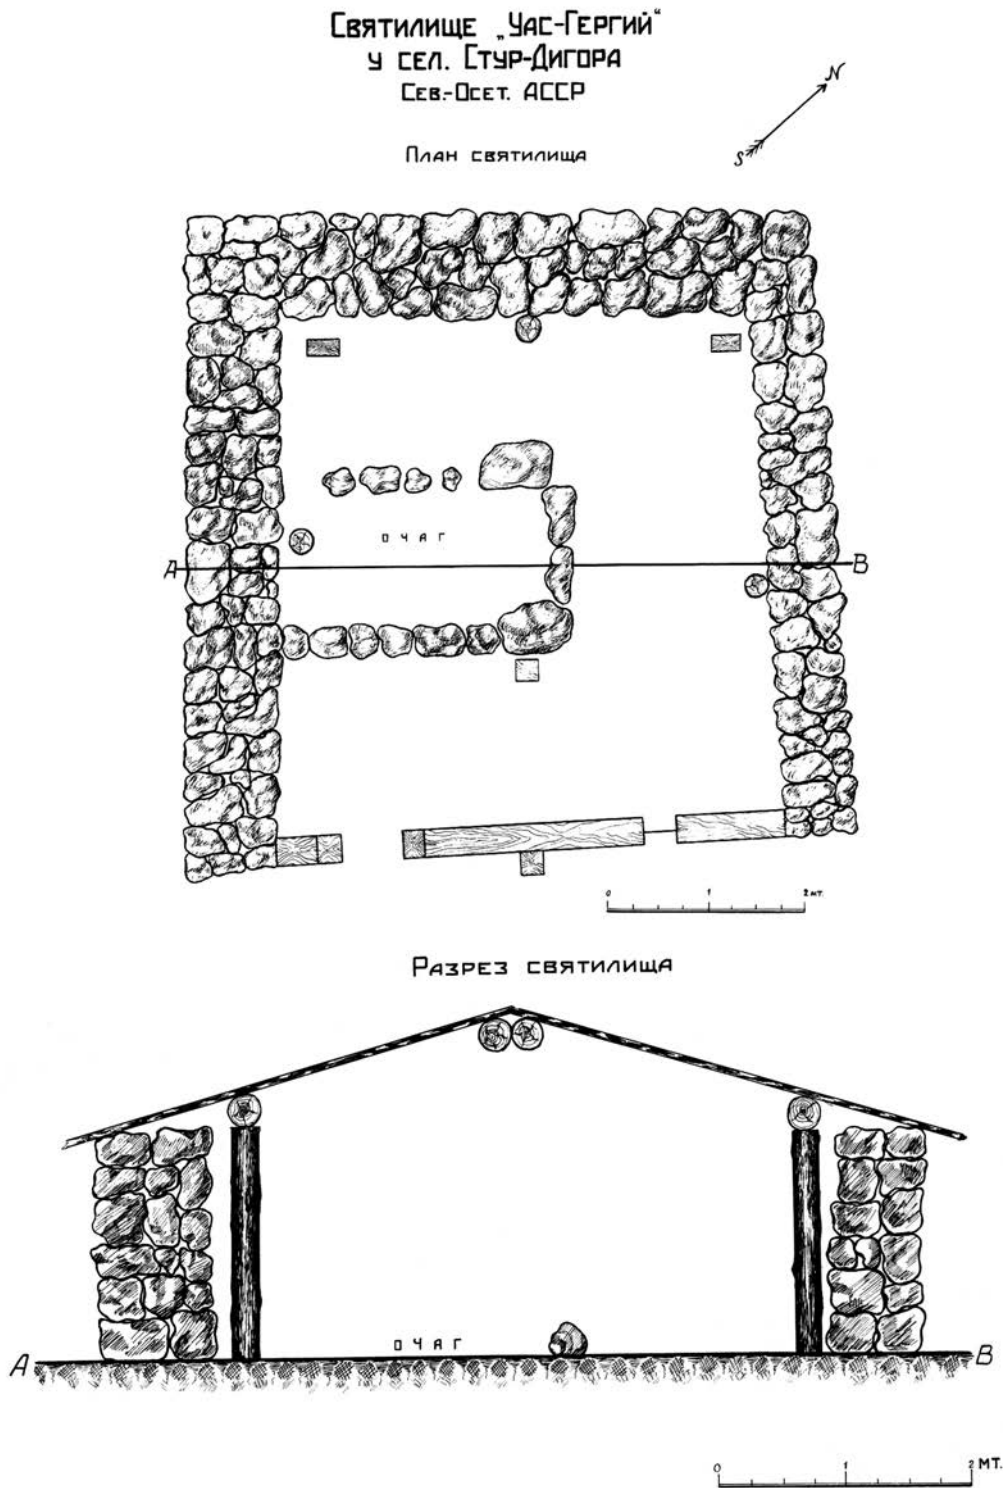 Святилище „Уас-Гергий“
у сел. Стур-Дигора
Сев.-Осет. АССР
N
S
План святилища
очаг
А
В
0 1 2 мт.
Разрез святилища
очаг
А
В
0 1 2 мт.